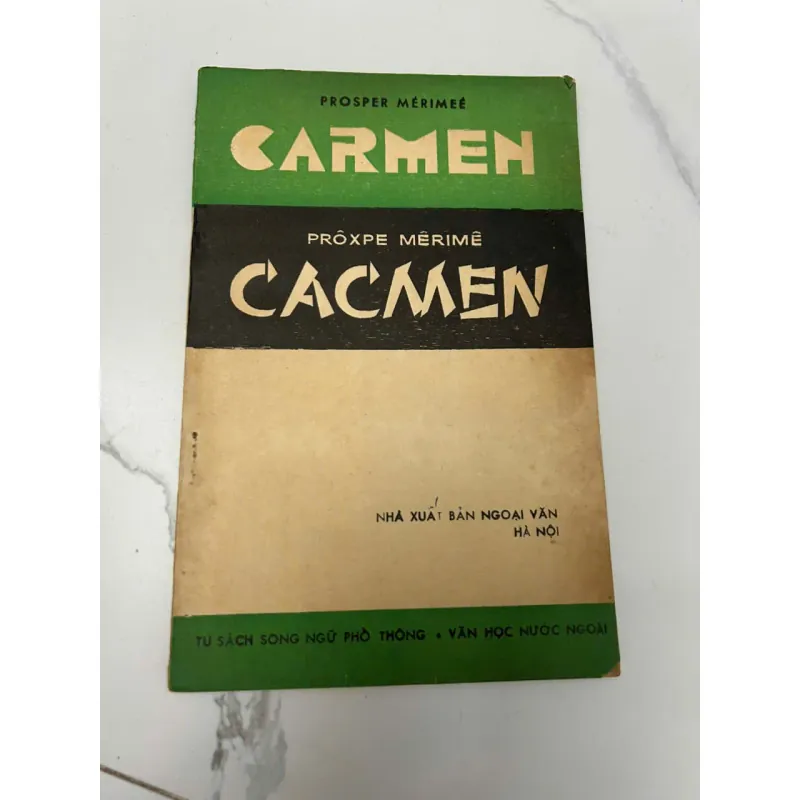 PROSPER MÉRIMEÉ
CARMEN
PRÔXPE MÊRIMÊ
CACMEN
NHÀ XUẤT BẢN NGOẠI VĂN
HÀ NỘI
TỦ SÁCH SONG NGỮ PHỔ THÔNG • VĂN HỌC NƯỚC NGOÀI